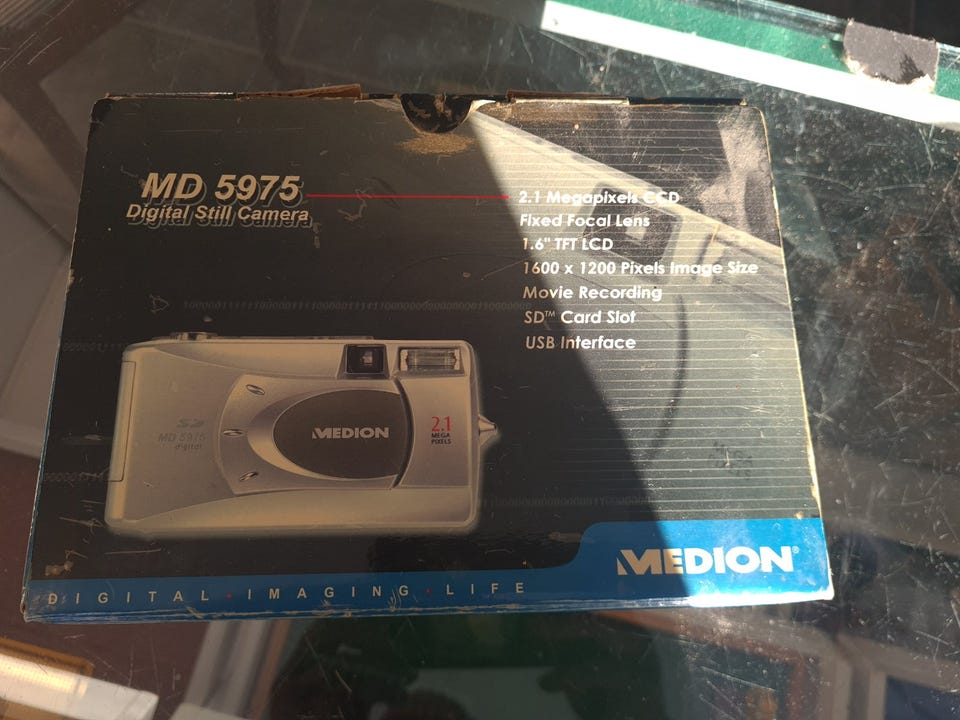 MD 5975
Digital Still Camera
2.1 Megapixels CCD
Fixed Focal Lens
1.6" TFT LCD
1600 x 1200 Pixels Image Size
Movie Recording
SD™ Card Slot
USB Interface
SD
MD 5975
digital
MEDION
2.1
MEGA
PIXELS
MEDION®
DIGITAL · IMAGING · LIFE